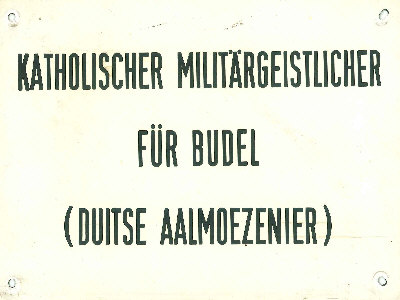 KATHOLISCHER MILITÄRGEISTLICHER
FÜR BUDEL
(DUITSE AALMOEZENIER)